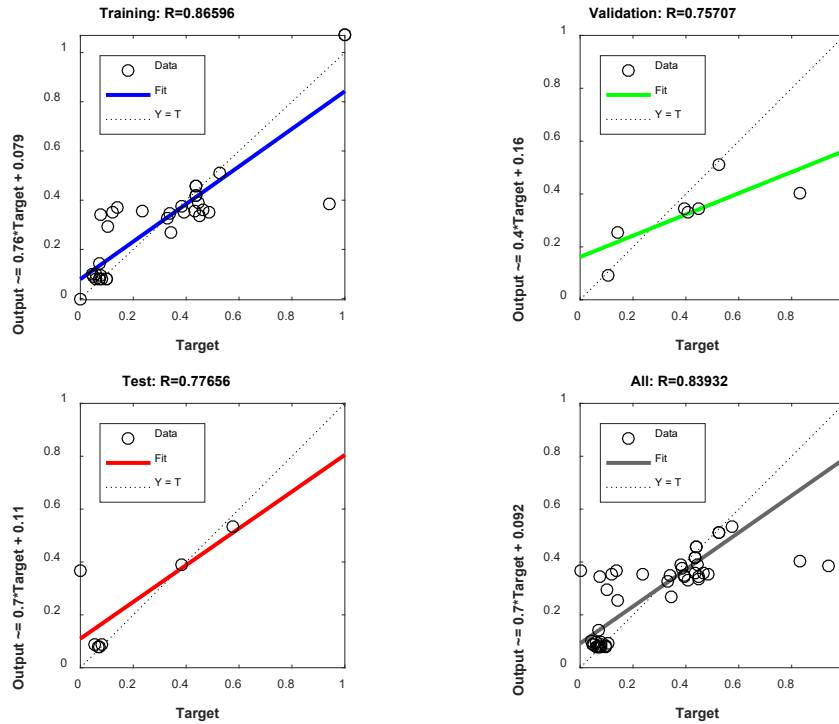 Training: R=0.86596
Output ~= 0.76*Target + 0.079
1
0.8
0.6
0.4
0.2
0
Data
Fit
Y = T
0
0.2
0.4
0.6
0.8
1
Target
Validation: R=0.75707
Output ~= 0.4*Target + 0.16
1
0.8
0.6
0.4
0.2
0
Data
Fit
Y = T
0
0.2
0.4
0.6
0.8
Target
Test: R=0.77656
Output ~= 0.7*Target + 0.11
1
0.8
0.6
0.4
0.2
0
Data
Fit
Y = T
0
0.2
0.4
0.6
0.8
1
Target
All: R=0.83932
Output ~= 0.7*Target + 0.092
1
0.8
0.6
0.4
0.2
0
Data
Fit
Y = T
0
0.2
0.4
0.6
0.8
Target